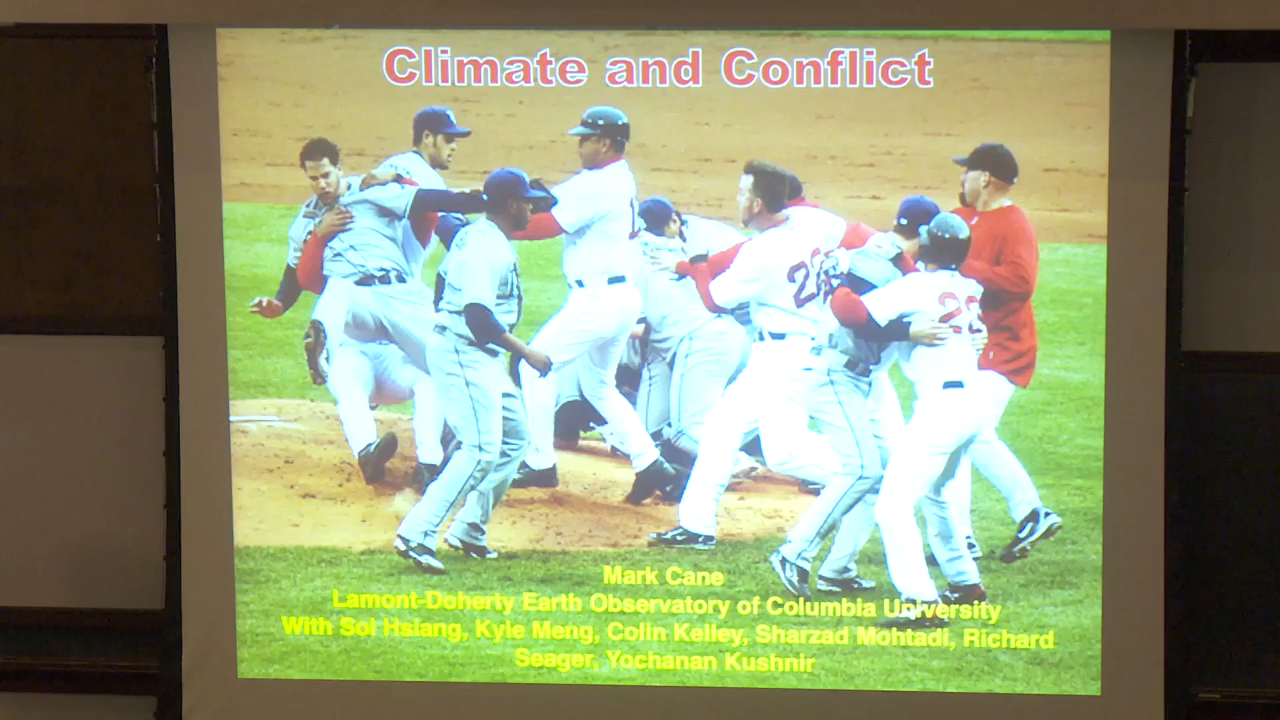 Climate and Conflict
20
Mark Cane
Lamont-Doherty Earth Observatory of Columbia University
With Sol Hsiang, Kyle Meng, Colin Kelley, Sharzad Mohtadi, Richard
Seager, Yochanan Kushnir